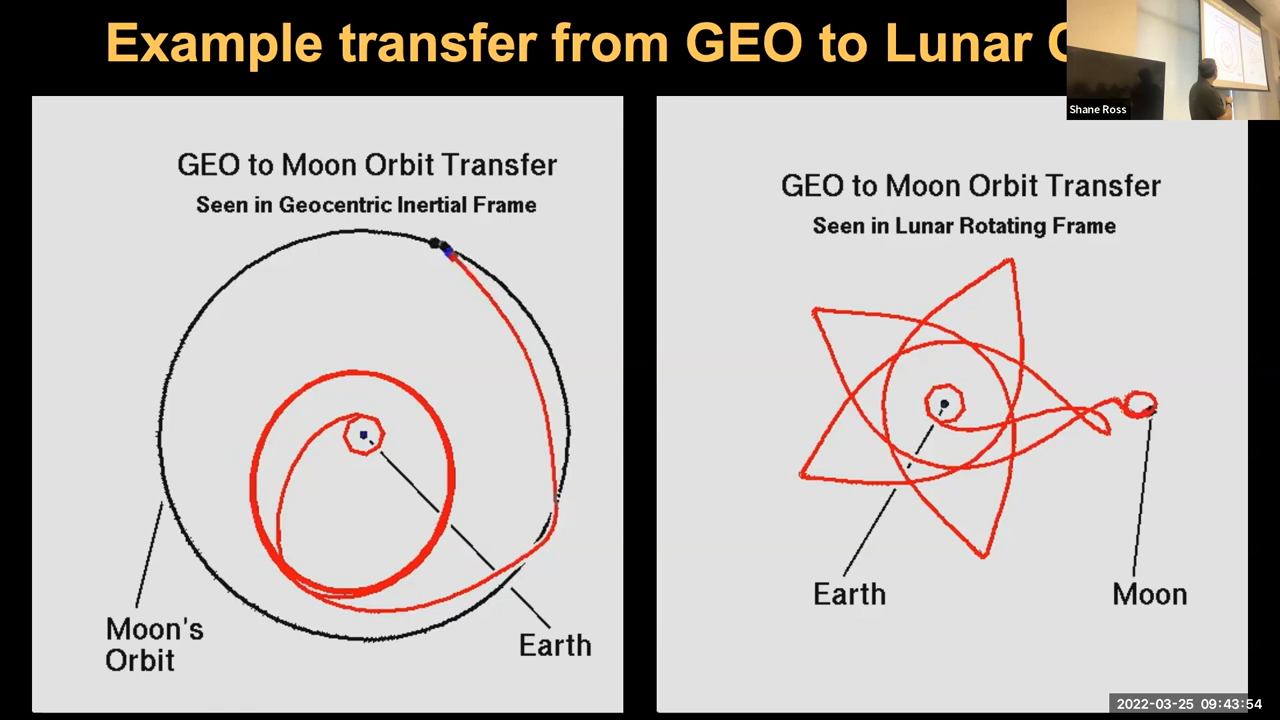 Example transfer from GEO to Lunar
Shane Ross
GEO to Moon Orbit Transfer
Seen in Geocentric Inertial Frame
Moon's
Orbit
Earth
GEO to Moon Orbit Transfer
Seen in Lunar Rotating Frame
Earth
Moon
2022-03-25 09:43:54